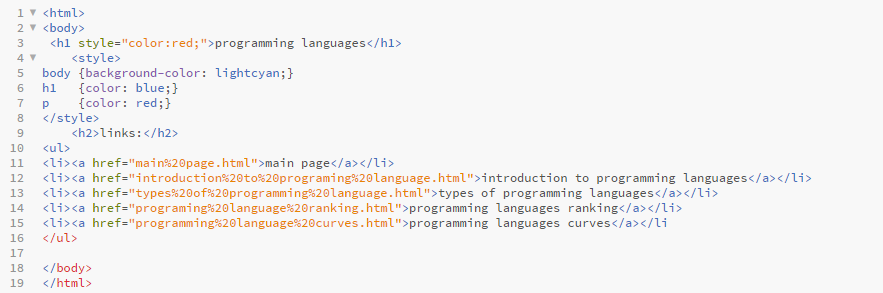 1 <html>
2 <body>
3 <h1 style="color:red;">programming languages</h1>
4 <style>
5 body {background-color: lightcyan;}
6 h1 {color: blue;}
7 p {color: red;}
8 </style>
9 <h2>links:</h2>
10 <ul>
11 <li><a href="main%20page.html">main page</a></li>
12 <li><a href="introduction%20to%20programing%20language.html">introduction to programming languages</a></li>
13 <li><a href="types%20of%20programming%20language.html">types of programming languages</a></li>
14 <li><a href="programing%20language%20ranking.html">programming languages ranking</a></li>
15 <li><a href="programming%20language%20curves.html">programming languages curves</a></li
16 </ul>
17
18 </body>
19 </html>